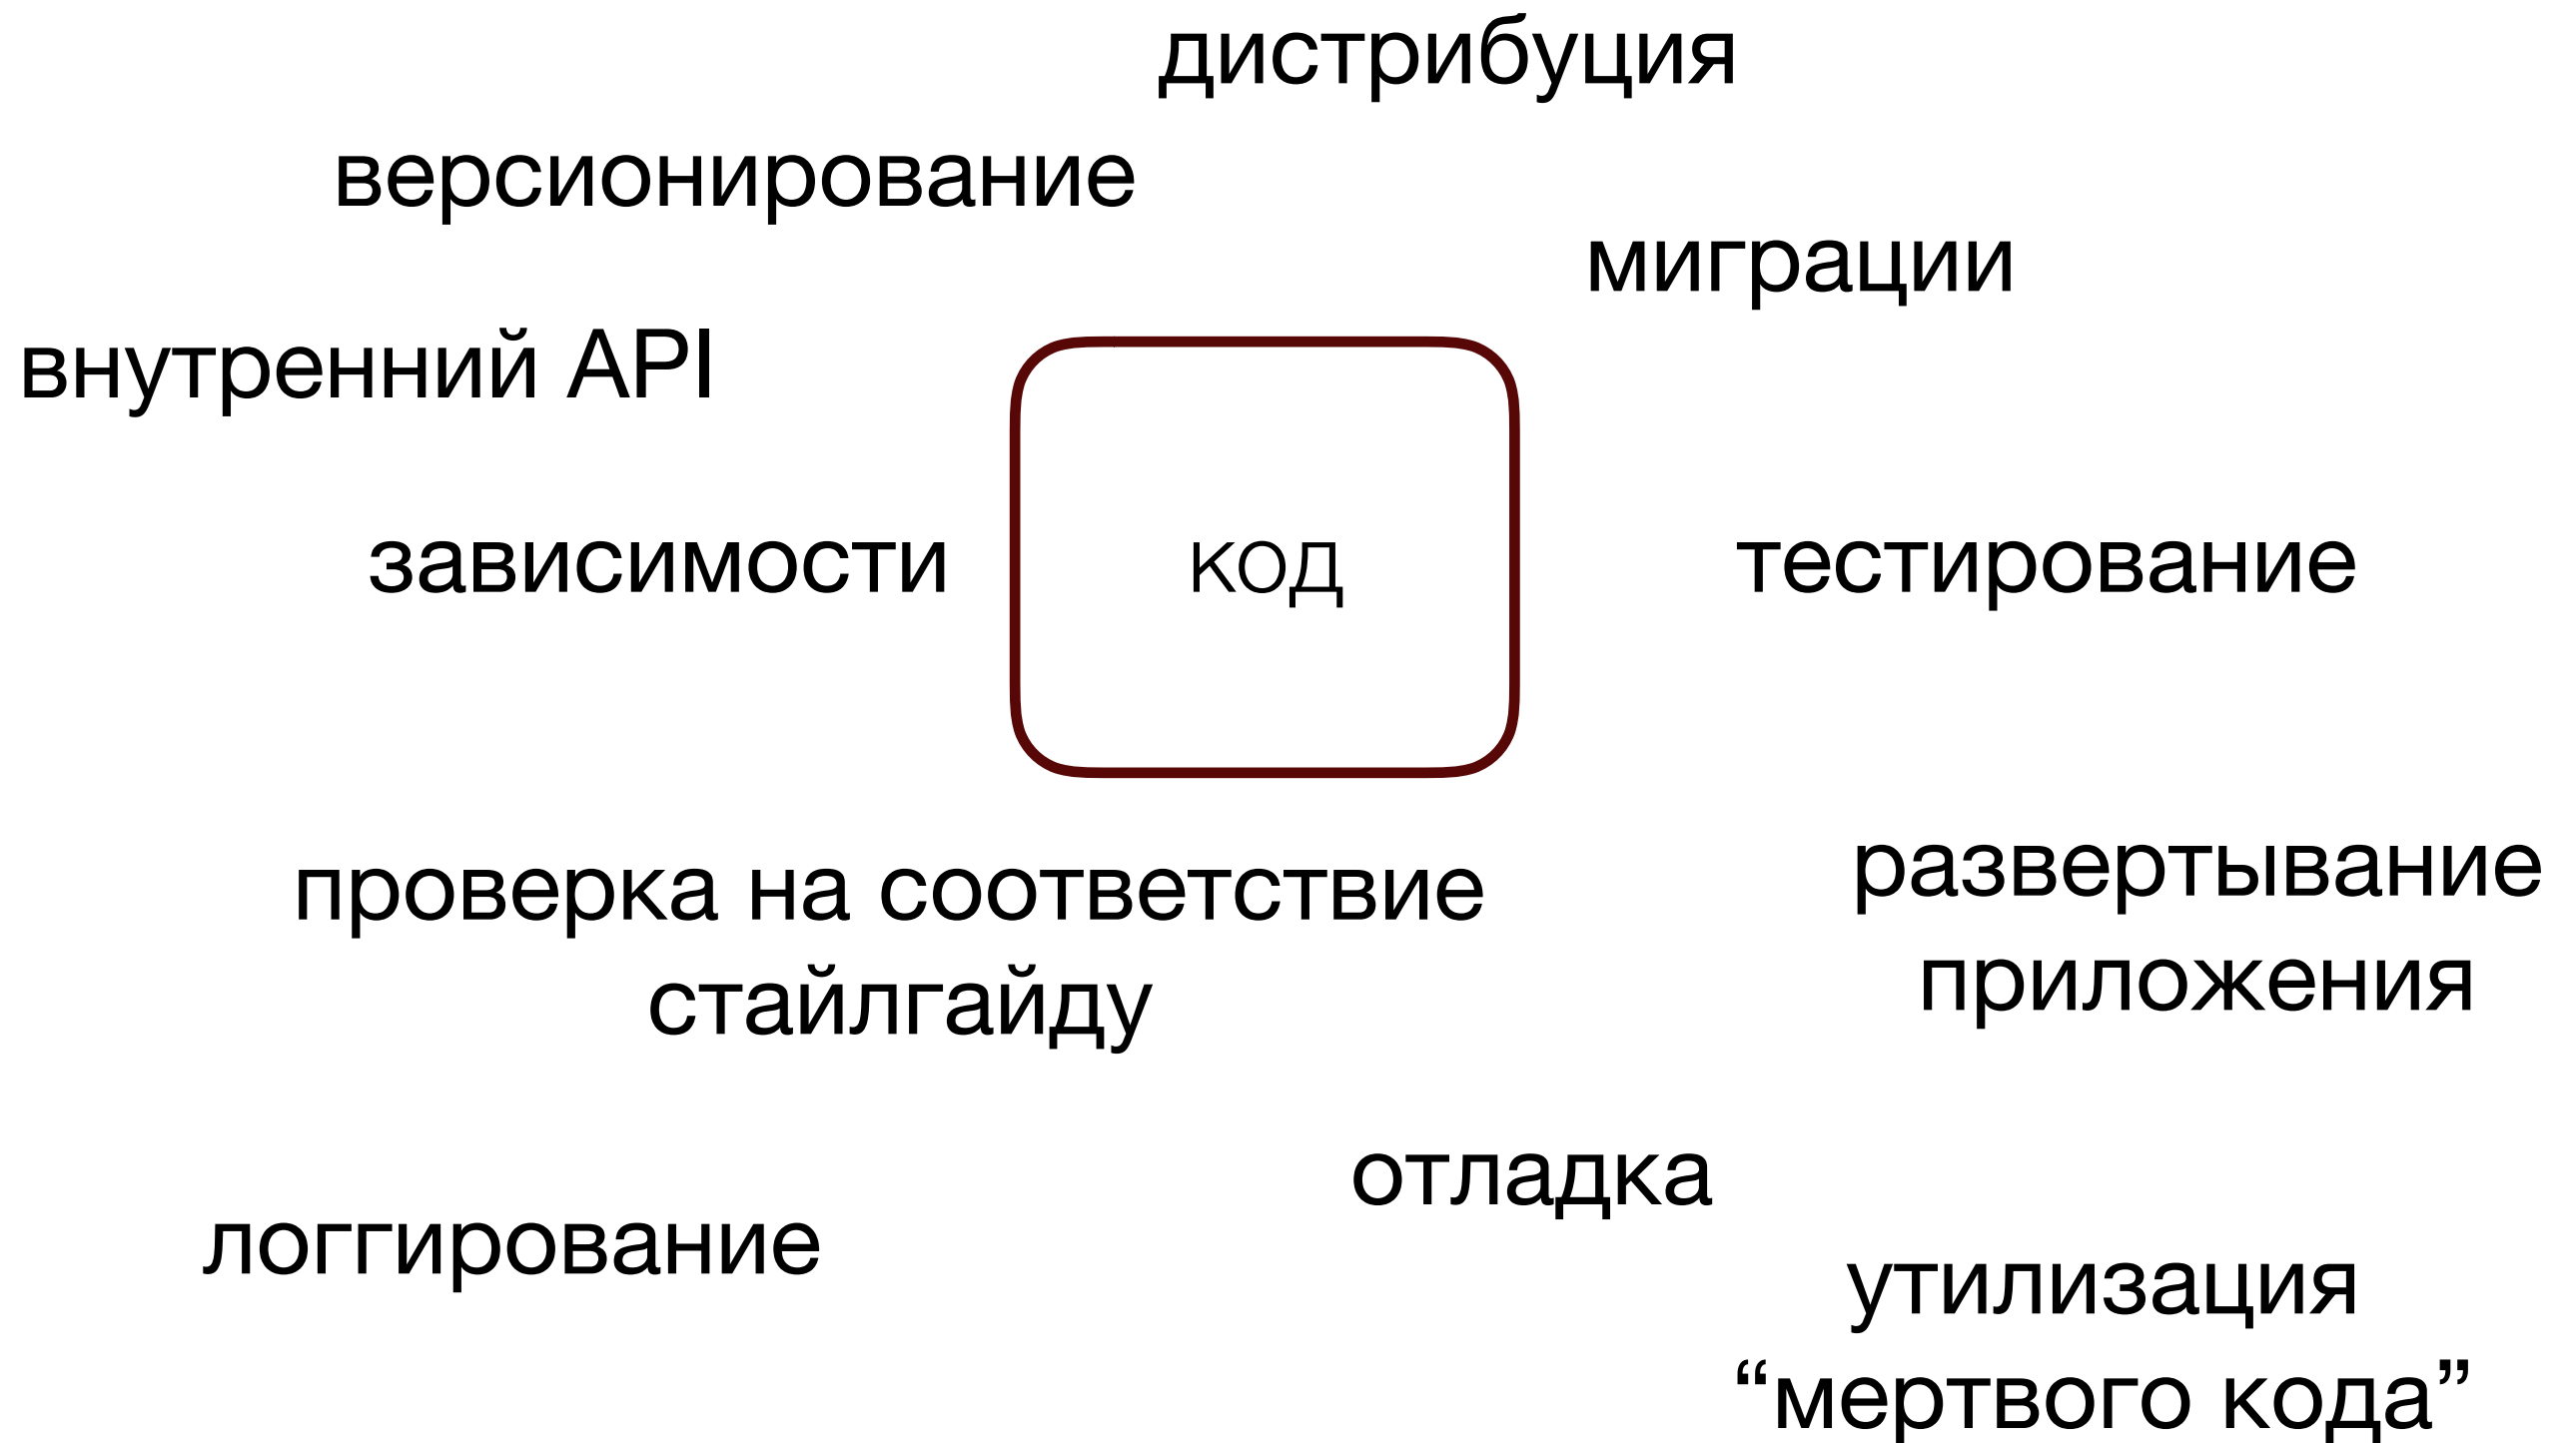 дистрибуция
версионирование
миграции
внутренний API
зависимости
код
тестирование
проверка на соответствие
стайлгайду
развертывание
приложения
отладка
логгирование
утилизация
“мертвого кода”